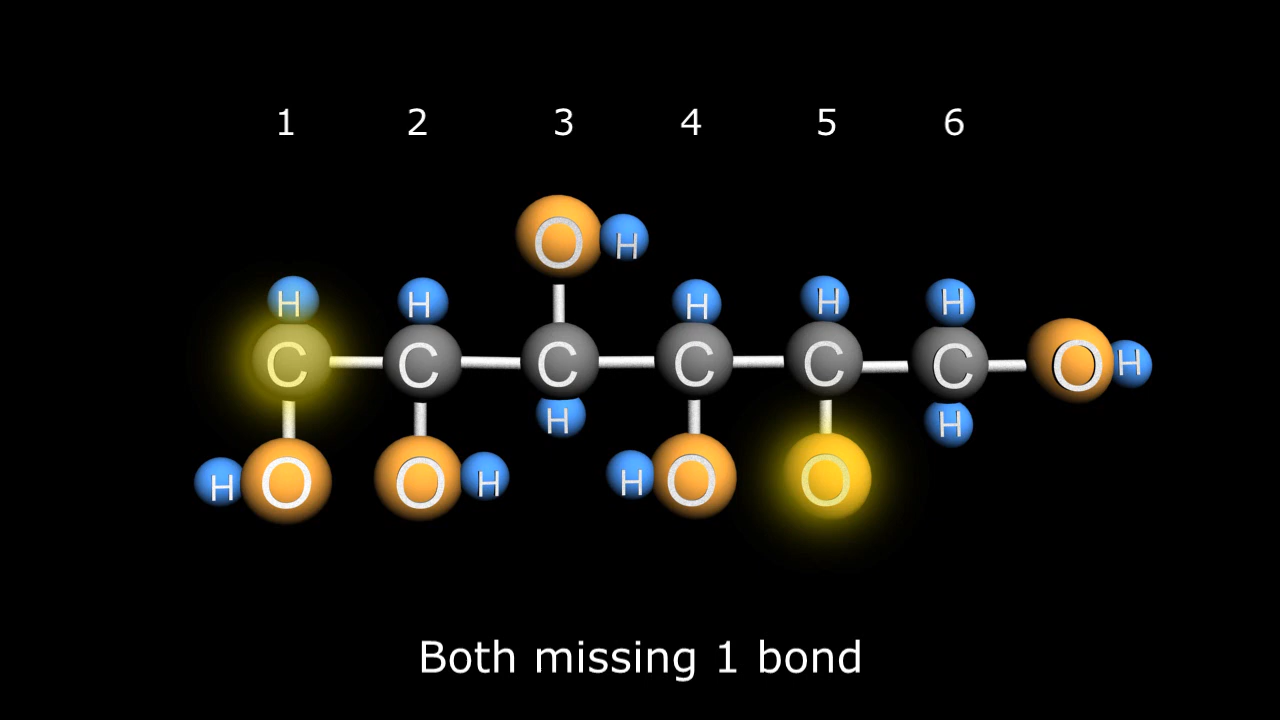 1 2 3 4 5 6
O H
H H H H H
C C C C C C O H
H H
H O O H H O O
Both missing 1 bond